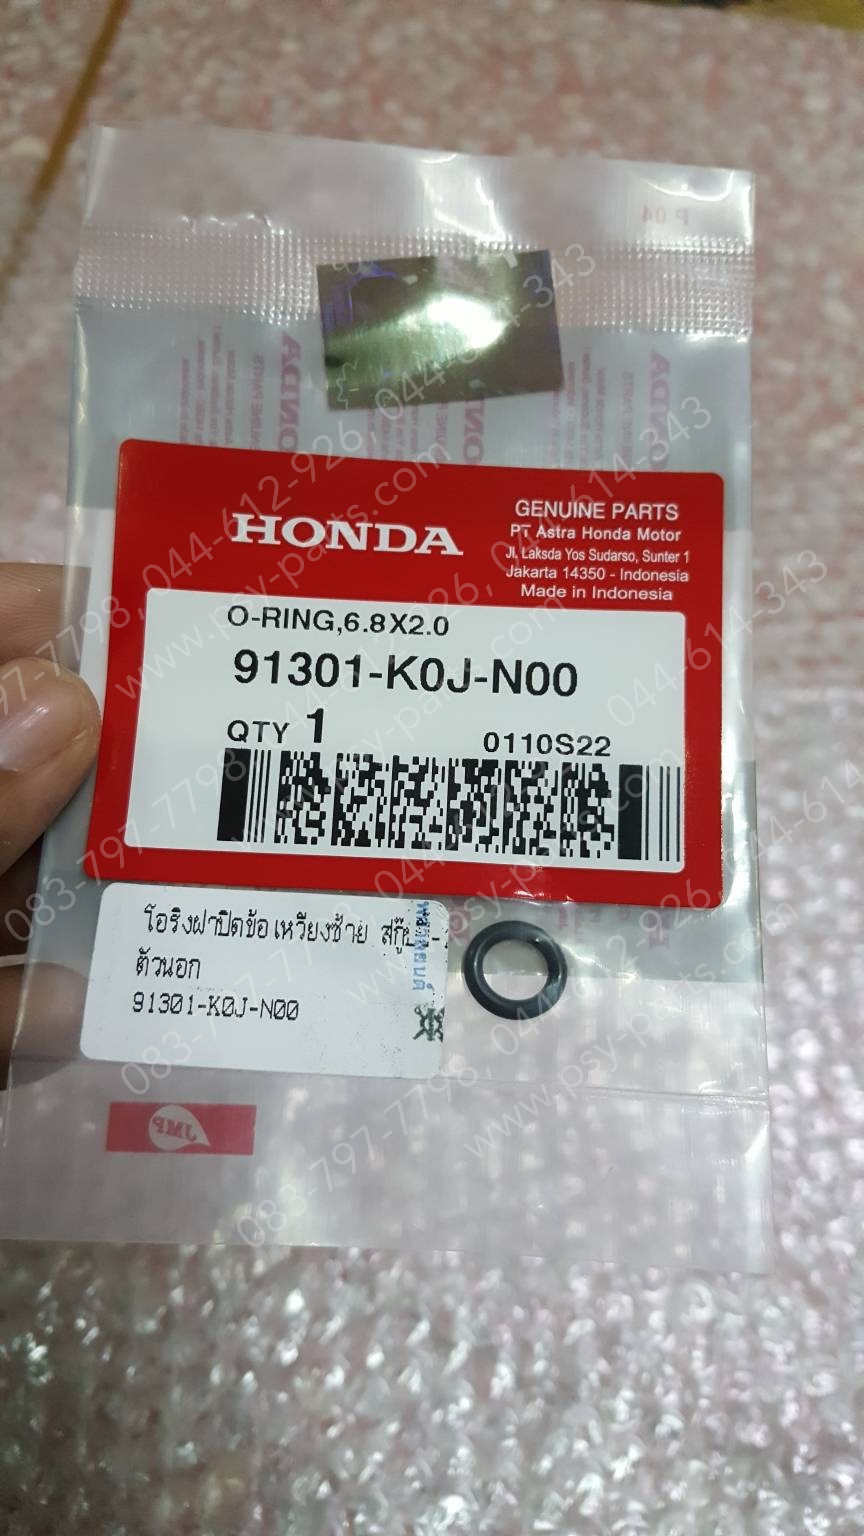 P 04
HONDA
GENUINE PARTS
PT Astra Honda Motor
Jl. Laksda Yos Sudarso, Sunter 1
Jakarta 14350 - Indonesia
Made in Indonesia
O-RING,6.8X2.0
91301-K0J-N00
QTY 1
0110S22
โอริงฝาปิดข้อเหวี่ยงซ้าย
ตัวนอก
91301-K0J-N00
JMP
083-797-7798, 044-612-926, 044-614-343
www.psy-parts.com